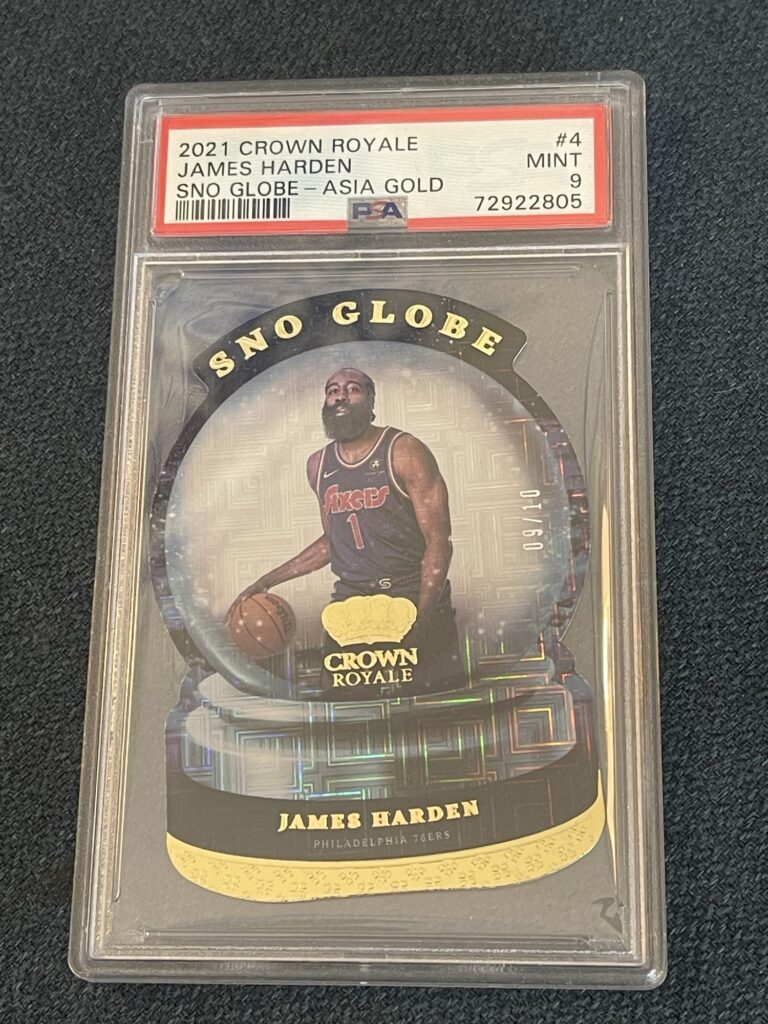 2021 CROWN ROYALE #4
JAMES HARDEN MINT
SNO GLOBE – ASIA GOLD 9
PSA 72922805
SNO GLOBE
sixers
1
09/10
CROWN
ROYALE
JAMES HARDEN
PHILADELPHIA 76ERS